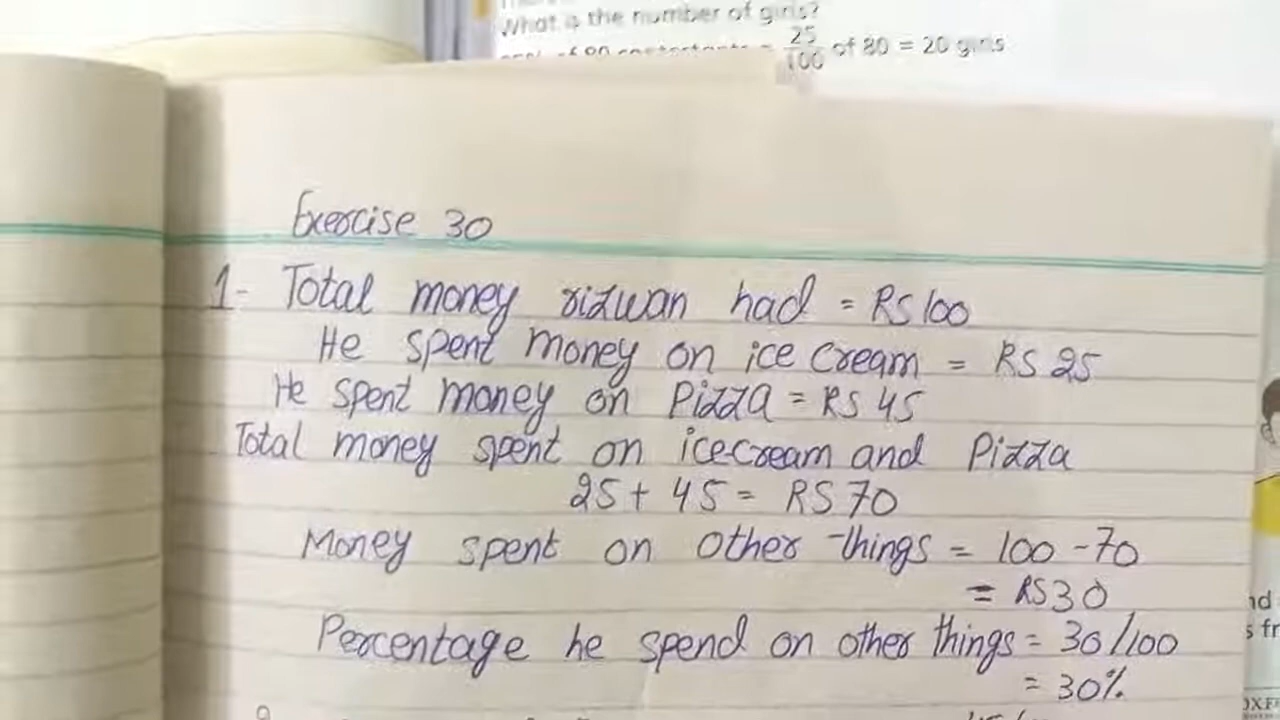 What is the number of girls?
25/100 of 80 = 20 girls
Exercise 30
1- Total money rizwan had = RS 100
He spent money on ice cream = RS 25
He spent money on Pizza = RS 45
Total money spent on icecream and Pizza
25 + 45 = RS 70
Money spent on other things = 100 - 70
= RS 30
Percentage he spend on other things = 30/100
= 30%